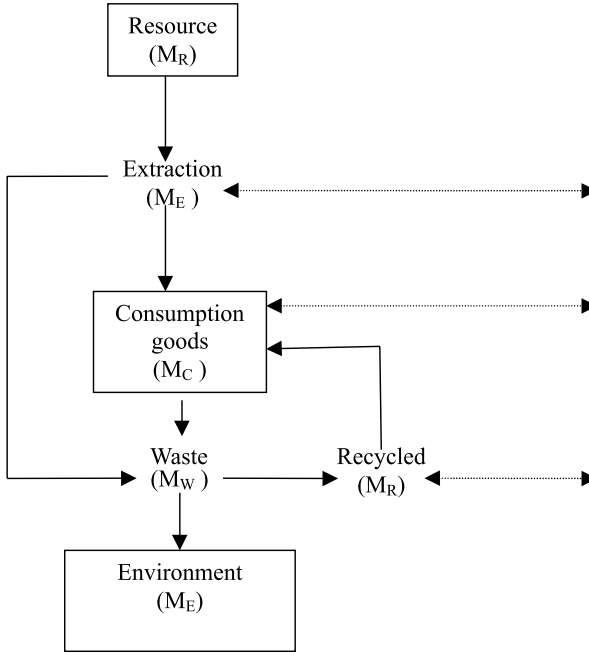 Resource
(M_R)
Extraction
(M_E )
Consumption
goods
(M_C )
Waste
(M_W )
Recycled
(M_R)
Environment
(M_E)